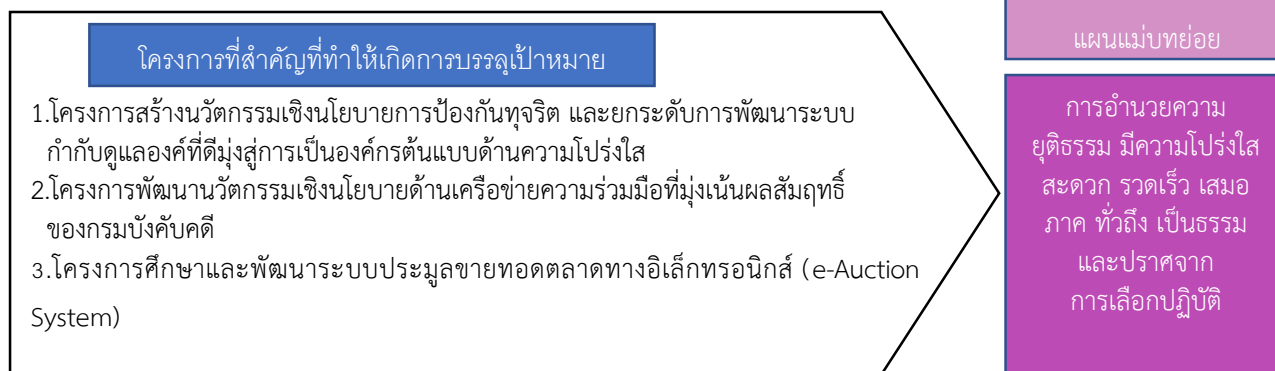 โครงการที่สำคัญที่ทำให้เกิดการบรรลุเป้าหมาย
1.โครงการสร้างนวัตกรรมเชิงนโยบายการป้องกันทุจริต และยกระดับการพัฒนาระบบ
กำกับดูแลองค์ที่ดีมุ่งสู่การเป็นองค์กรต้นแบบด้านความโปร่งใส
2.โครงการพัฒนานวัตกรรมเชิงนโยบายด้านเครือข่ายความร่วมมือที่มุ่งเน้นผลสัมฤทธิ์
ของกรมบังคับคดี
3.โครงการศึกษาและพัฒนาระบบประมูลขายทอดตลาดทางอิเล็กทรอนิกส์ (e-Auction
System)
แผนแม่บทย่อย
การอำนวยความ
ยุติธรรม มีความโปร่งใส
สะดวก รวดเร็ว เสมอ
ภาค ทั่วถึง เป็นธรรม
และปราศจาก
การเลือกปฏิบัติ